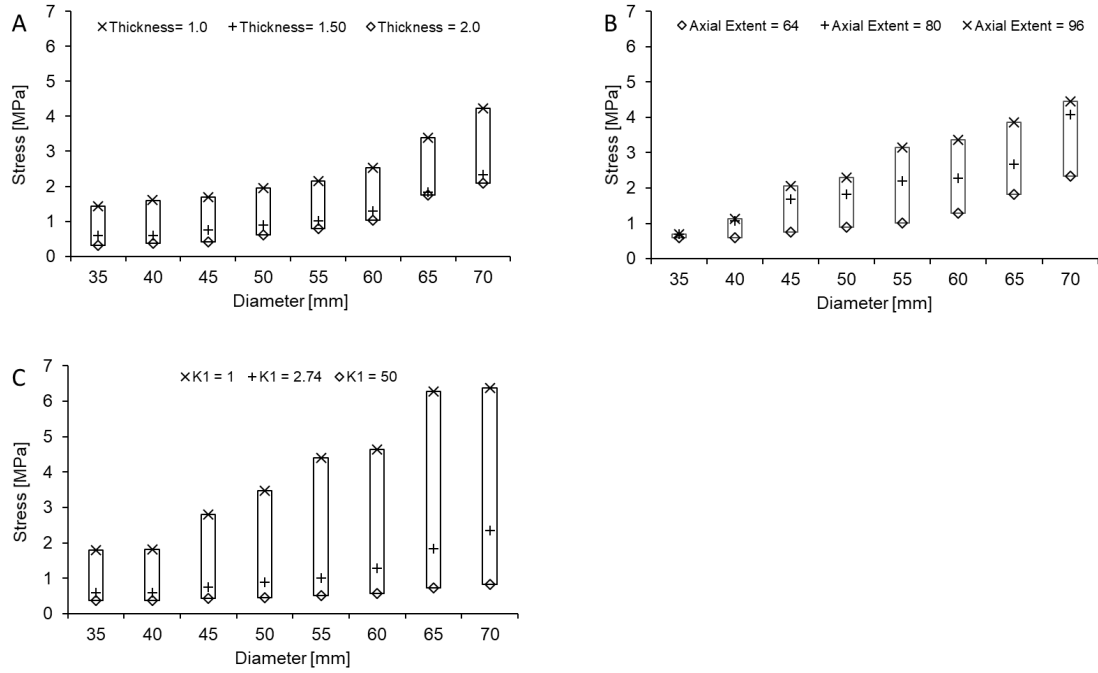 A
Thickness= 1.0 Thickness= 1.50 Thickness = 2.0
7
6
5
4
3
2
1
0
Stress [MPa]
35 40 45 50 55 60 65 70
Diameter [mm]
B
Axial Extent = 64 Axial Extent = 80 Axial Extent = 96
7
6
5
4
3
2
1
0
Stress [MPa]
35 40 45 50 55 60 65 70
Diameter [mm]
C
K1 = 1 K1 = 2.74 K1 = 50
7
6
5
4
3
2
1
0
Stress [MPa]
35 40 45 50 55 60 65 70
Diameter [mm]